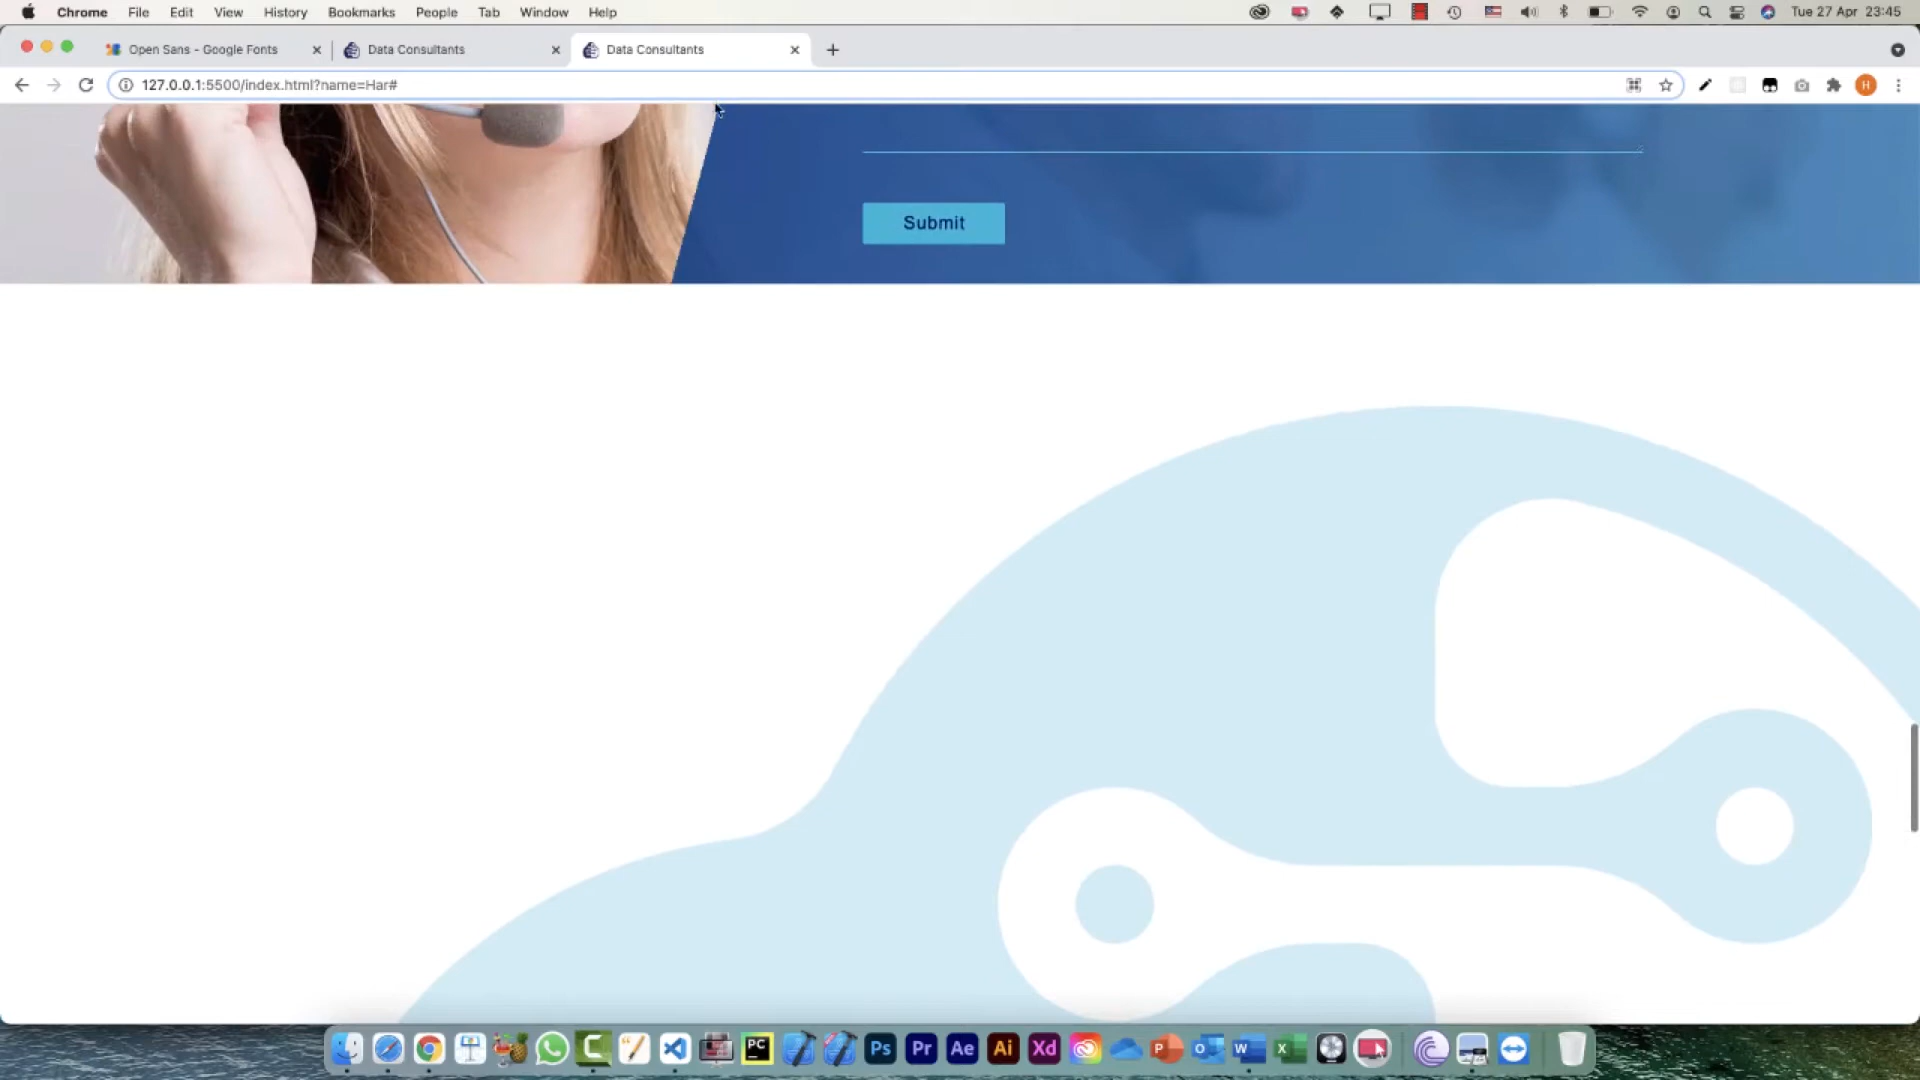 Chrome File Edit View History Bookmarks People Tab Window Help Tue 27 Apr 23:45
Open Sans - Google Fonts Data Consultants Data Consultants
127.0.0.1:5500/index.html?name=Har# H
Submit
C PC Ps Pr Ae Ai Xd P O W X